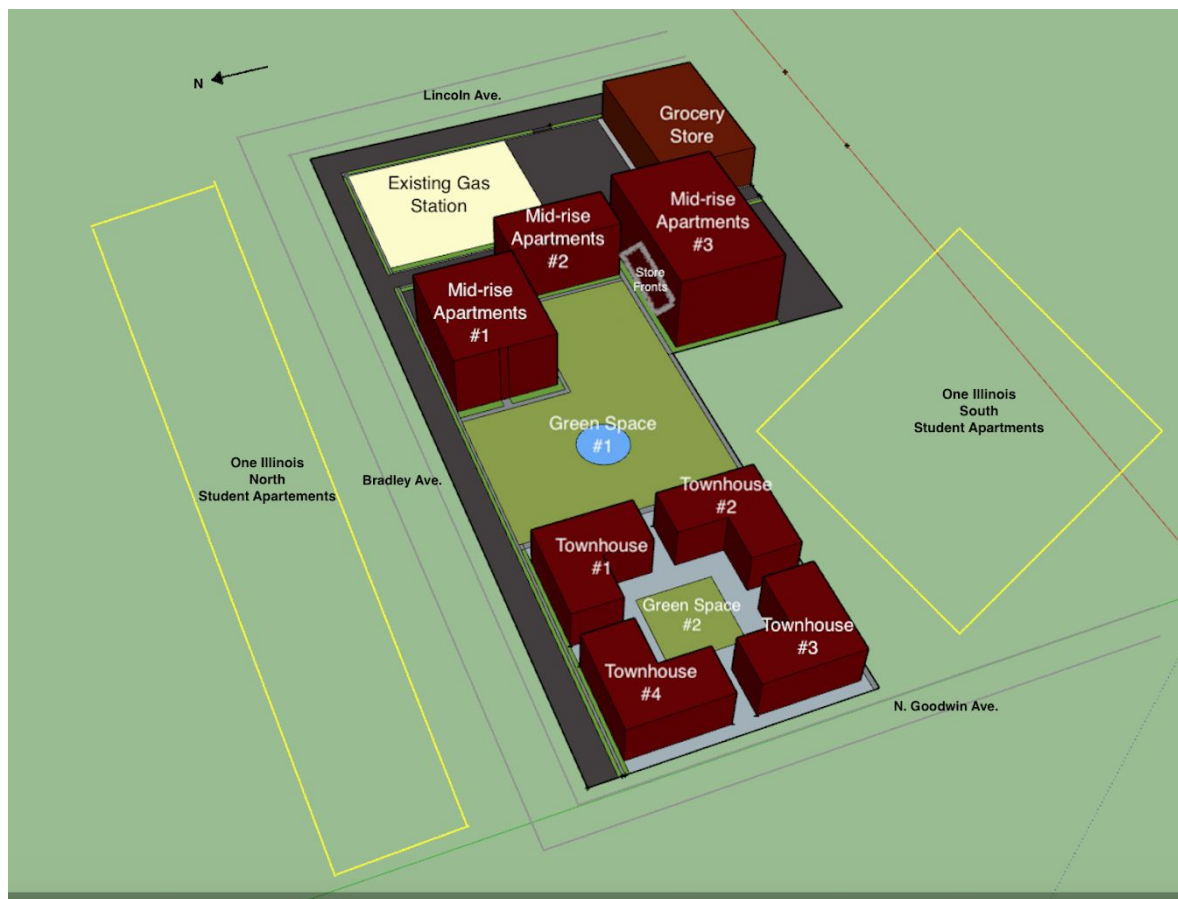 N
Lincoln Ave.
Grocery
Store
Existing Gas
Station
Mid-rise
Apartments
#2
Mid-rise
Apartments
#3
Store
Fronts
Mid-rise
Apartments
#1
Green Space
#1
One Illinois
South
Student Apartments
One Illinois
North
Student Apartements
Bradley Ave.
Townhouse
#2
Townhouse
#1
Green Space
#2
Townhouse
#3
Townhouse
#4
N. Goodwin Ave.